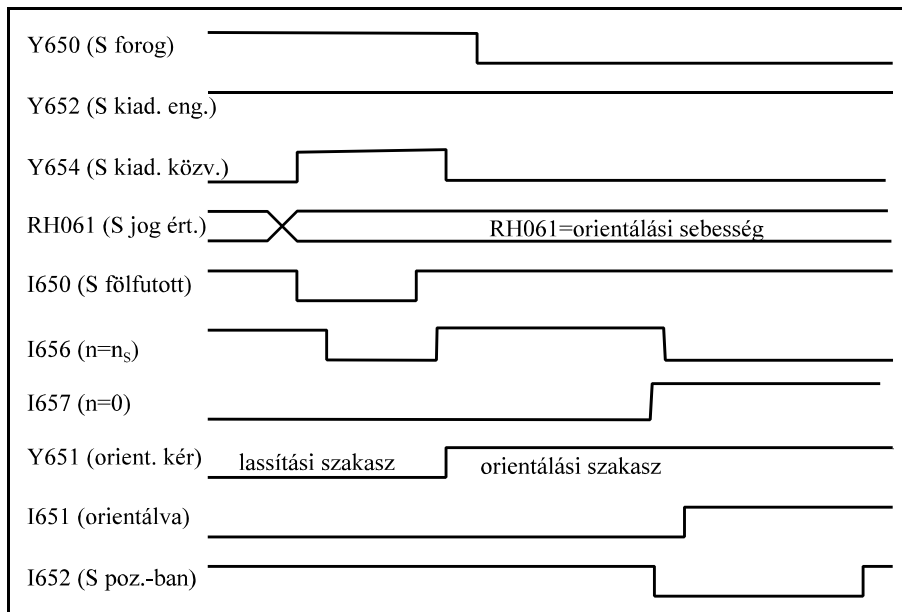 Y650 (S forog)
Y652 (S kiad. eng.)
Y654 (S kiad. közv.)
RH061 (S jog ért.)
RH061=orientálási sebesség
I650 (S fölfutott)
I656 (n=nS)
I657 (n=0)
Y651 (orient. kér)
lassítási szakasz
orientálási szakasz
I651 (orientálva)
I652 (S poz.-ban)